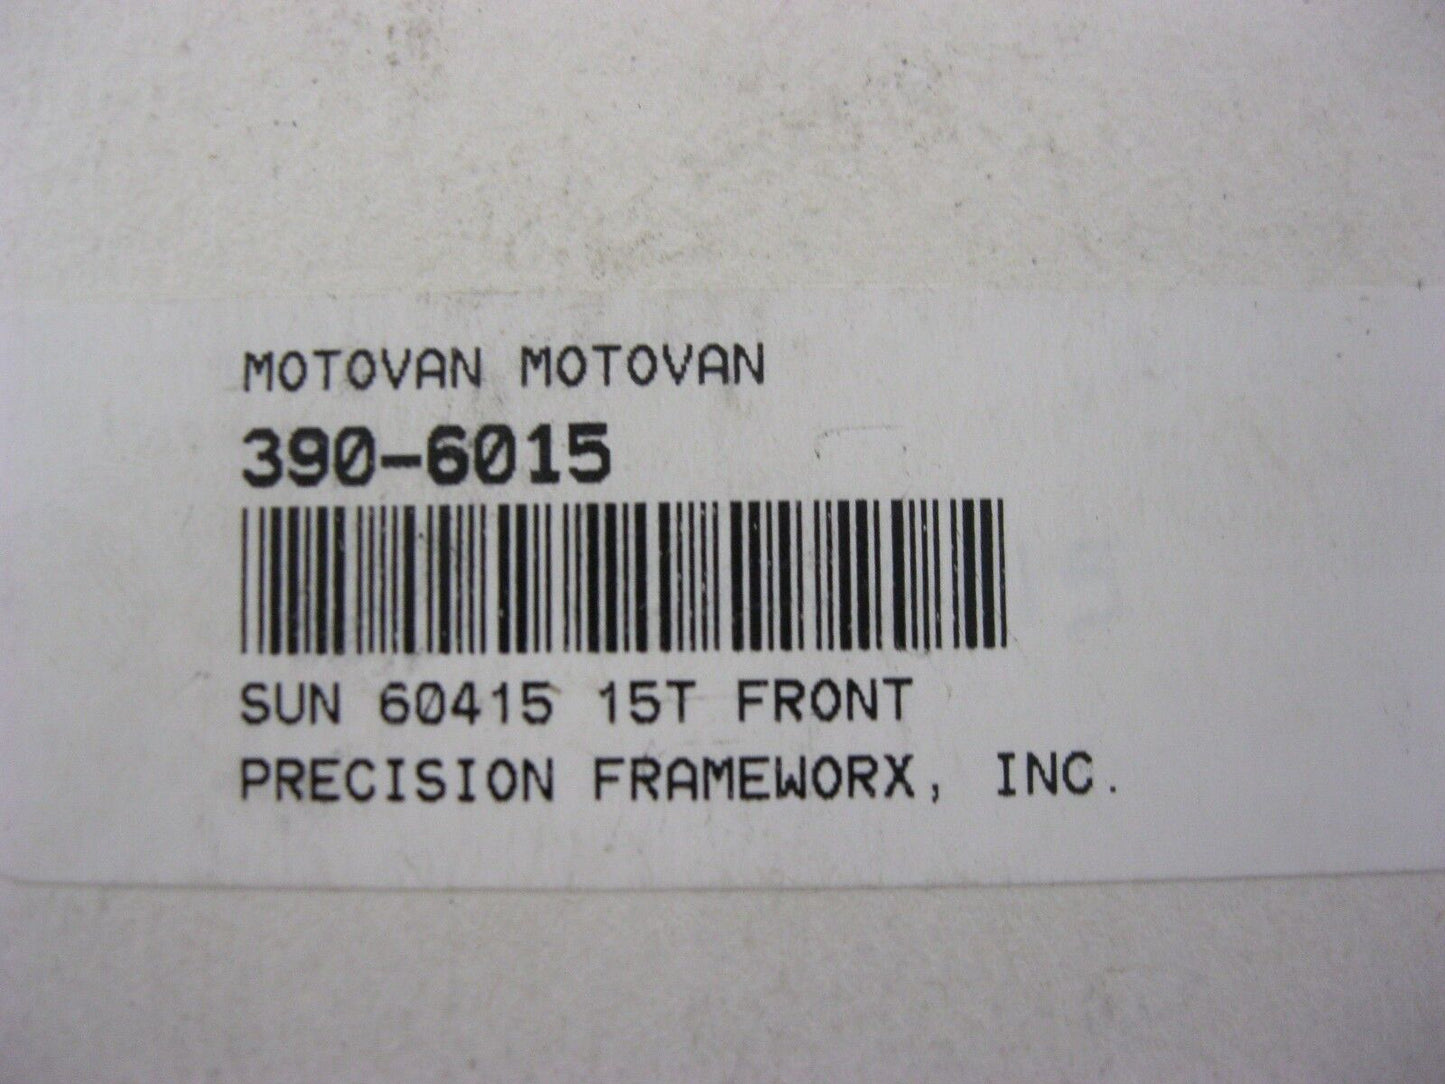 MOTOVAN MOTOVAN
390-6015
SUN 60415 15T FRONT
PRECISION FRAMEWORX, INC.